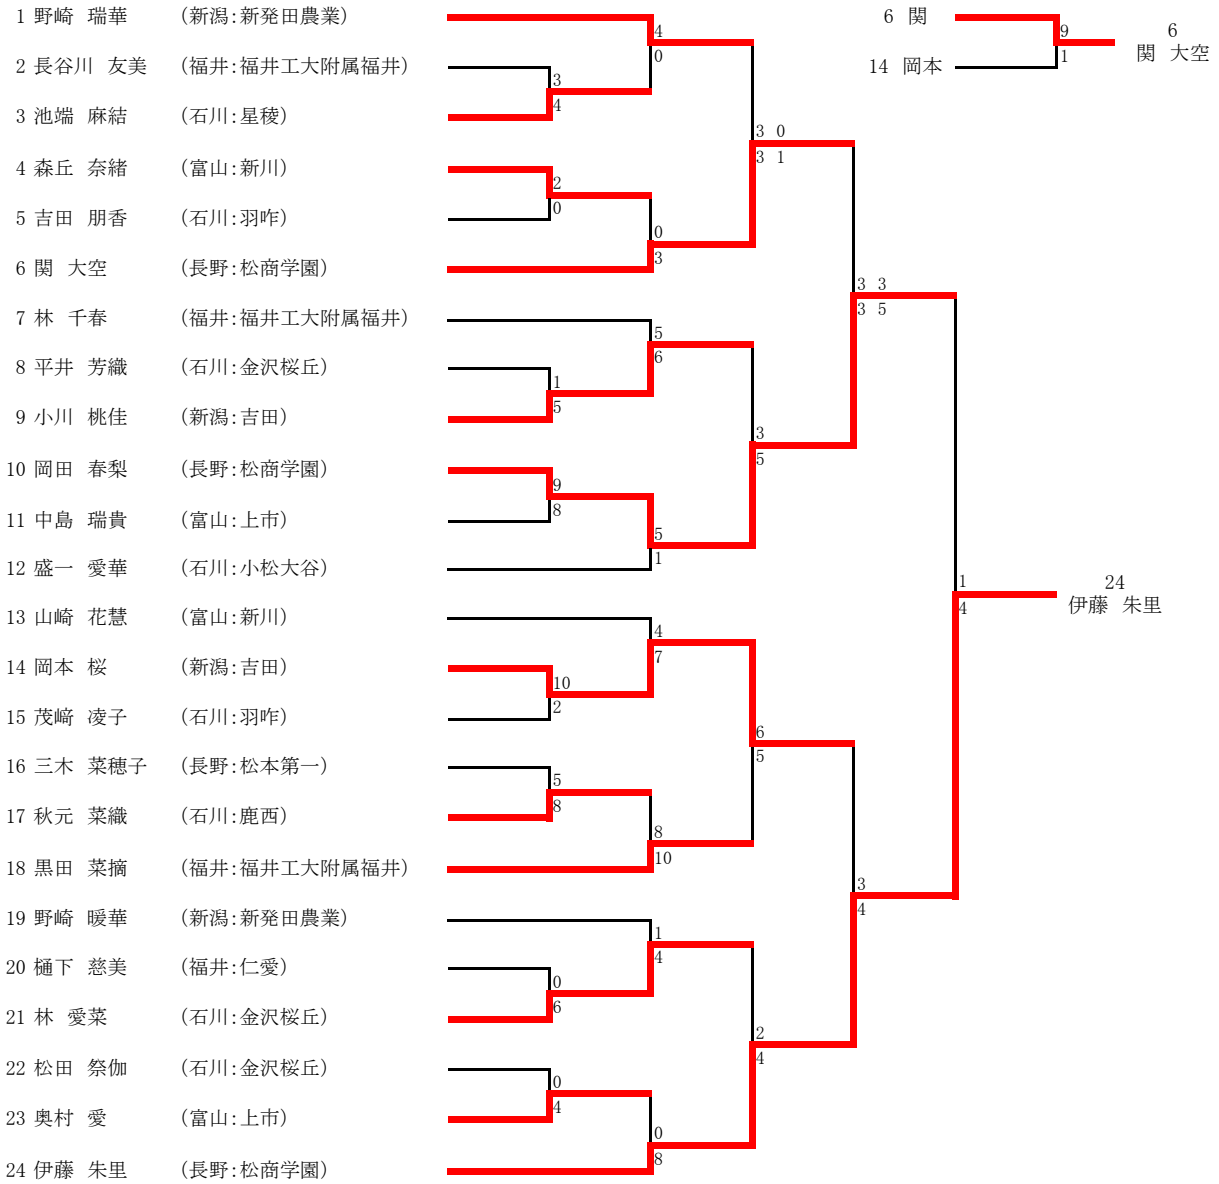 1 野崎 瑞華 (新潟:新発田農業)
2 長谷川 友美 (福井:福井工大附属福井)
3 池端 麻結 (石川:星稜)
4 森丘 奈緒 (富山:新川)
5 吉田 朋香 (石川:羽咋)
6 関 大空 (長野:松商学園)
7 林 千春 (福井:福井工大附属福井)
8 平井 芳織 (石川:金沢桜丘)
9 小川 桃佳 (新潟:吉田)
10 岡田 春梨 (長野:松商学園)
11 中島 瑞貴 (富山:上市)
12 盛一 愛華 (石川:小松大谷)
13 山崎 花慧 (富山:新川)
14 岡本 桜 (新潟:吉田)
15 茂﨑 凌子 (石川:羽咋)
16 三木 菜穂子 (長野:松本第一)
17 秋元 菜織 (石川:鹿西)
18 黒田 菜摘 (福井:福井工大附属福井)
19 野崎 暖華 (新潟:新発田農業)
20 樋下 慈美 (福井:仁愛)
21 林 愛菜 (石川:金沢桜丘)
22 松田 祭伽 (石川:金沢桜丘)
23 奥村 愛 (富山:上市)
24 伊藤 朱里 (長野:松商学園)
3
4
2
0
1
5
9
8
10
2
5
8
0
6
0
4
4
0
0
3
5
6
5
1
4
7
8
10
1
4
0
8
3 0
3 1
3
5
6
5
2
4
3 3
3 5
3
4
1
4
24
伊藤 朱里
6 関
14 岡本
9
1
6
関 大空